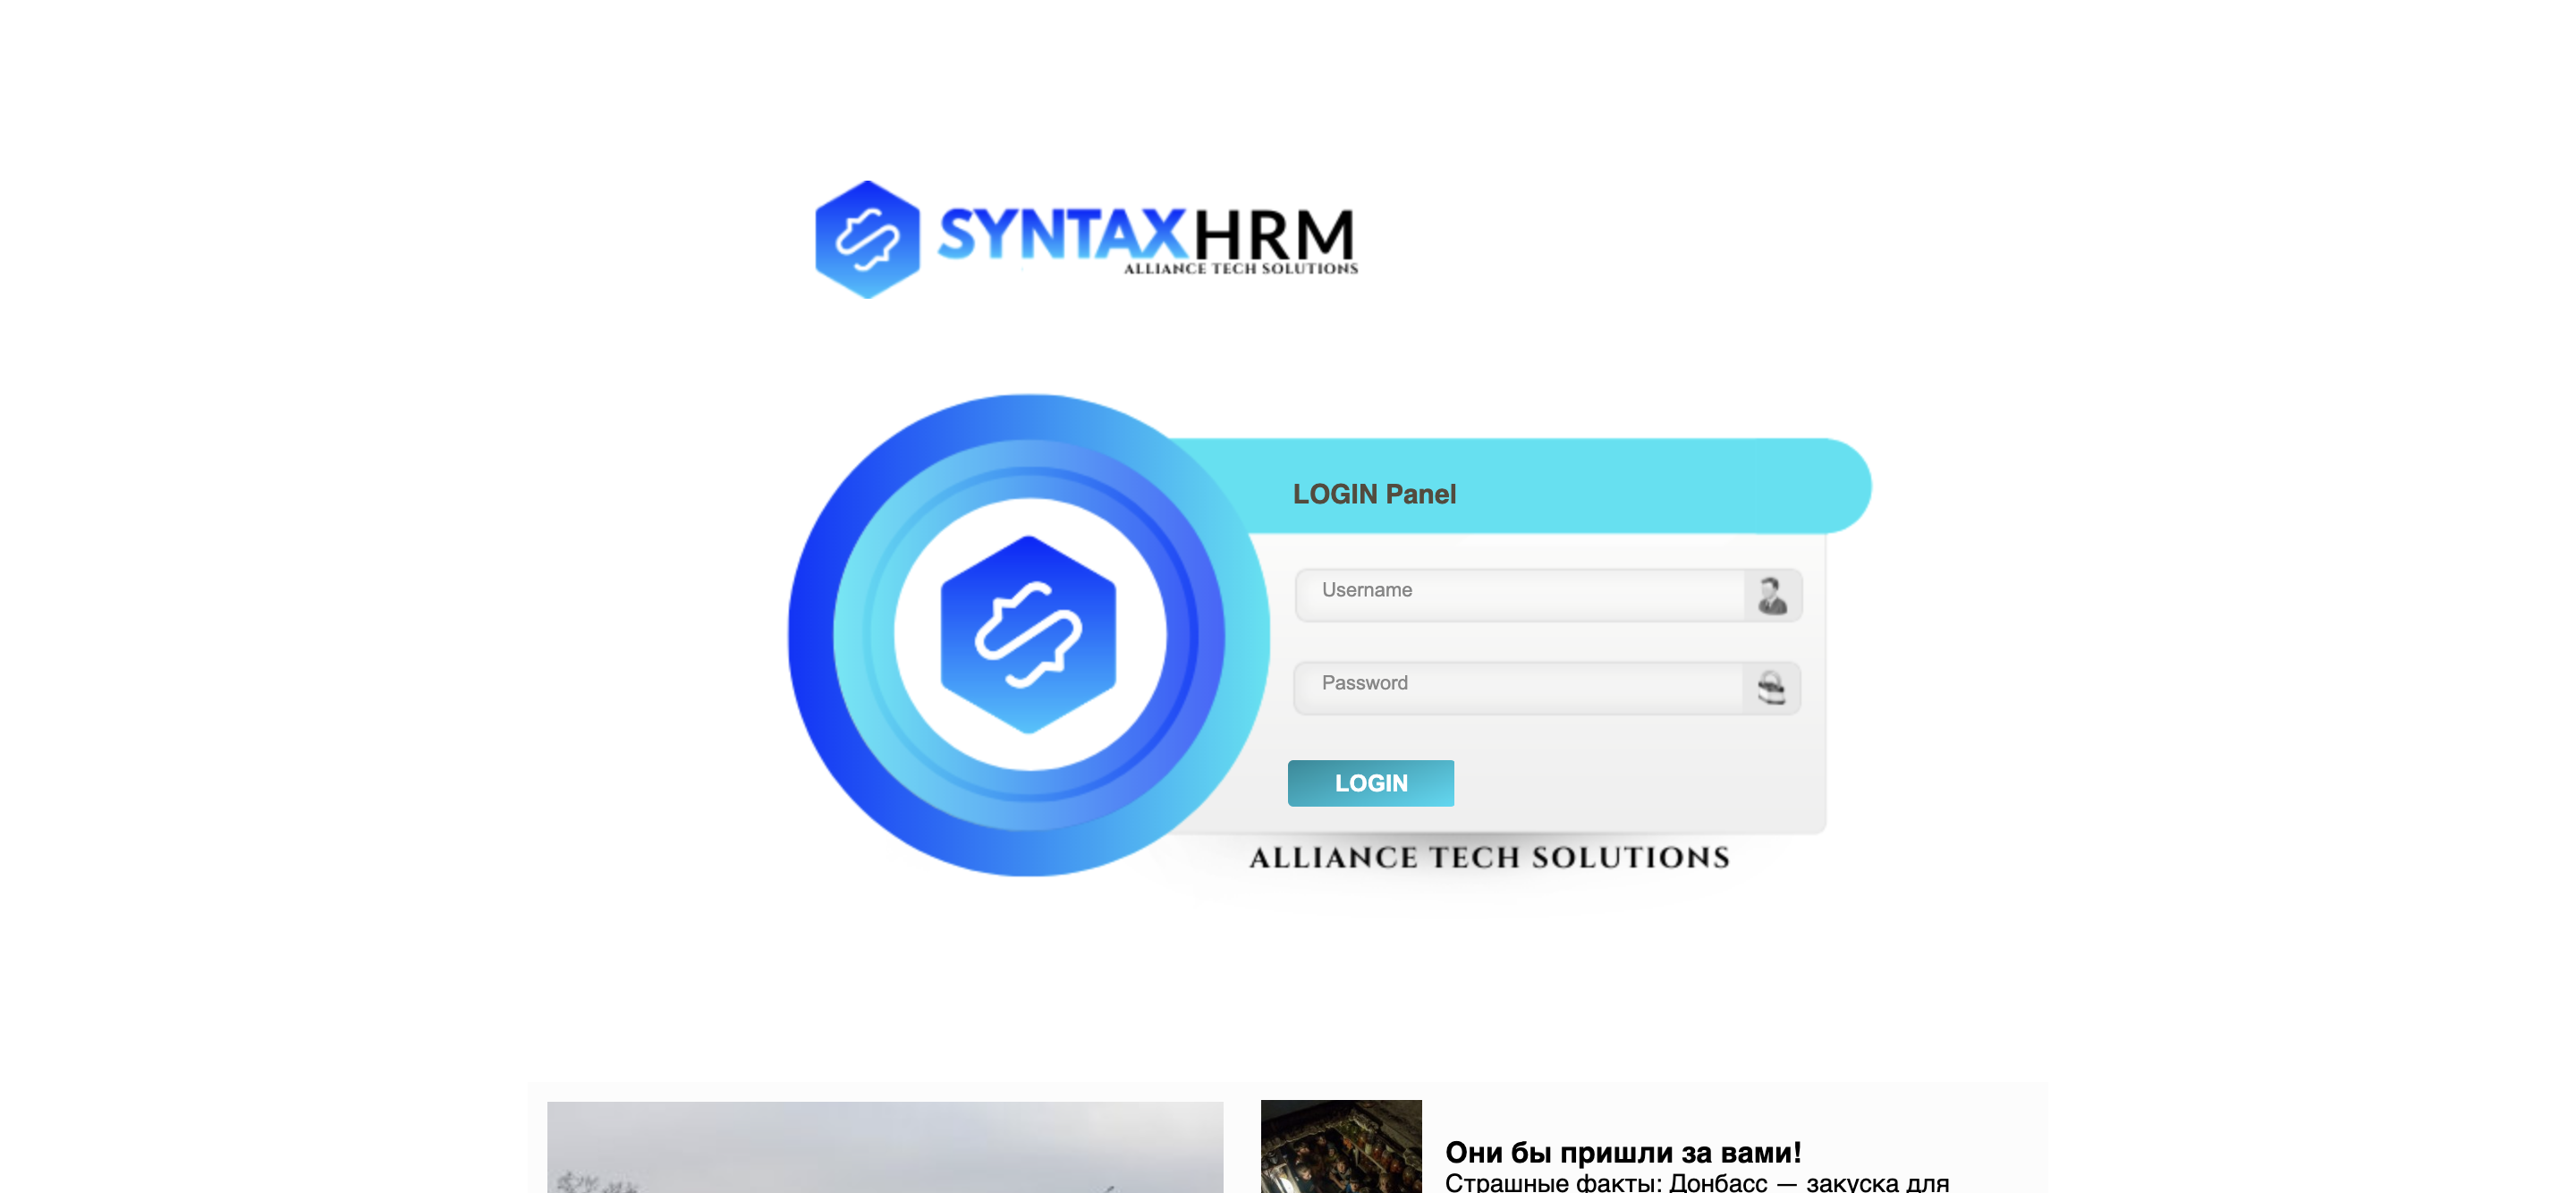 SYNTAXHRM
ALLIANCE TECH SOLUTIONS
LOGIN Panel
Username
Password
LOGIN
ALLIANCE TECH SOLUTIONS
Они бы пришли за вами!
Страшные факты: Донбасс — закуска для